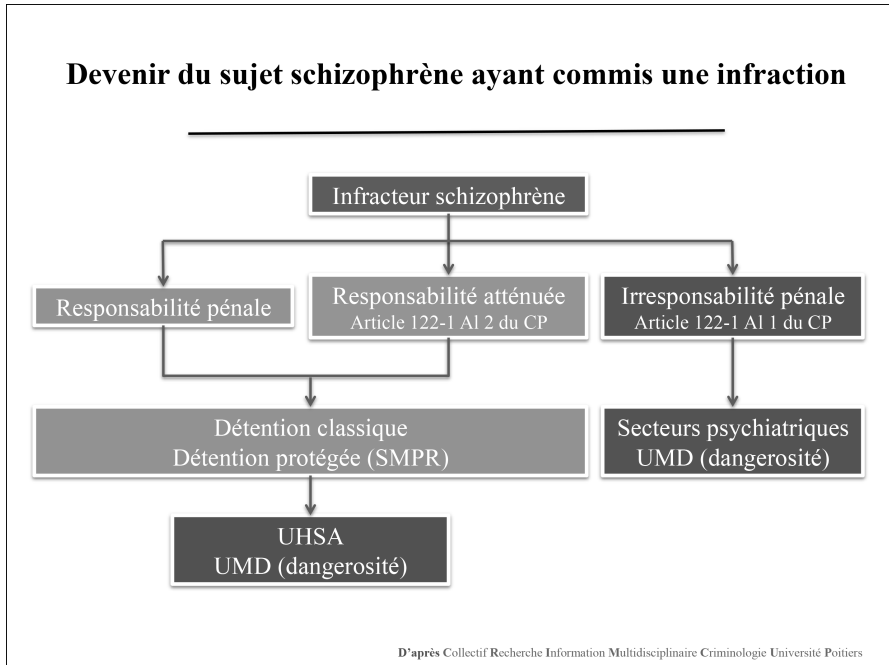 Devenir du sujet schizophrène ayant commis une infraction
Infracteur schizophrène
Responsabilité pénale
Responsabilité atténuée
Article 122-1 Al 2 du CP
Irresponsabilité pénale
Article 122-1 Al 1 du CP
Détention classique
Détention protégée (SMPR)
Secteurs psychiatriques
UMD (dangerosité)
UHSA
UMD (dangerosité)
D'après Collectif Recherche Information Multidisciplinaire Criminologie Université Poitiers